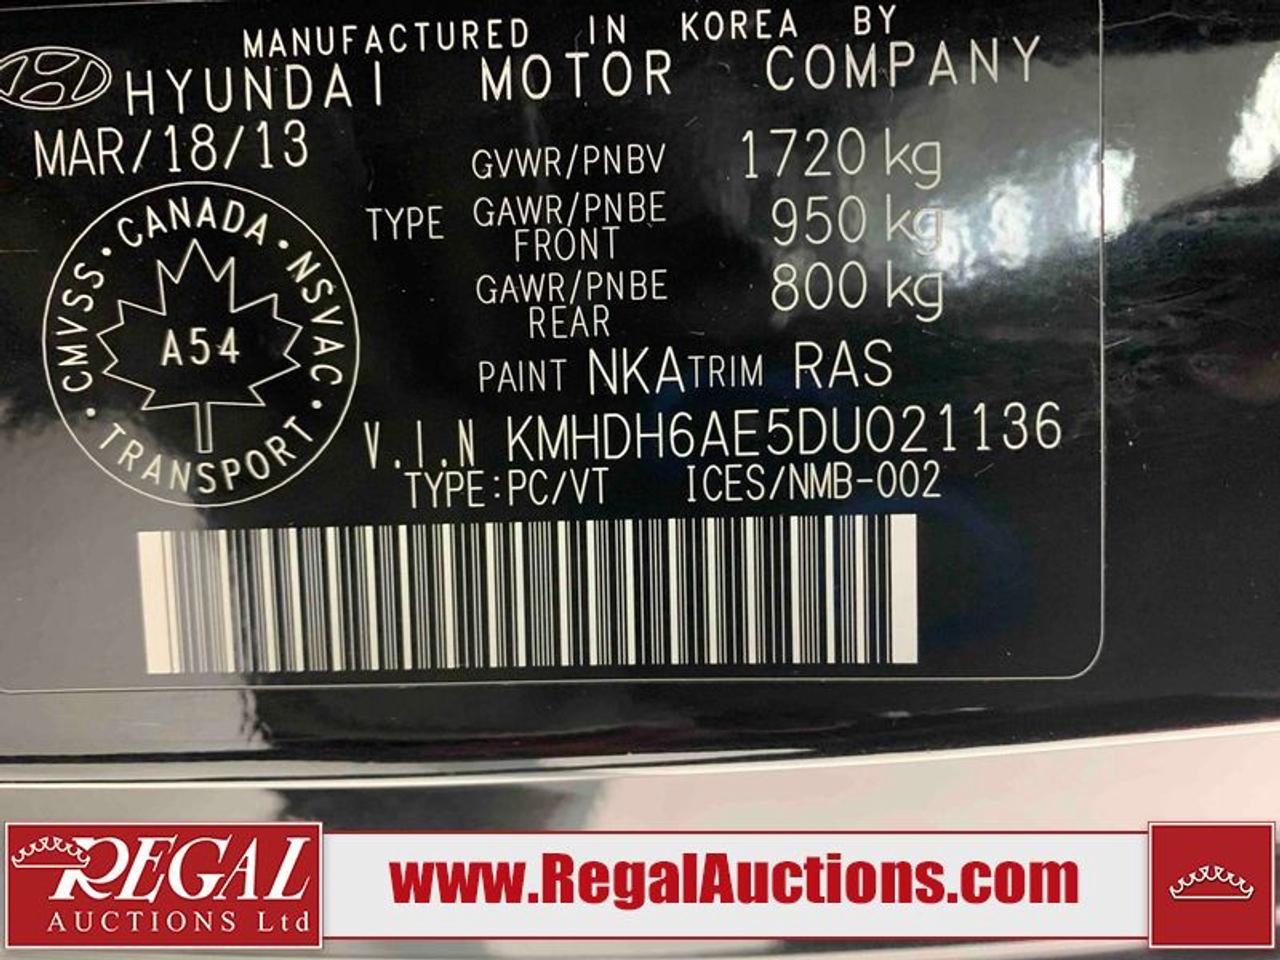 MANUFACTURED IN KOREA BY
HYUNDAI MOTOR COMPANY
MAR/18/13
GVWR/PNBV 1720 kg
TYPE GAWR/PNBE FRONT 950 kg
GAWR/PNBE REAR 800 kg
CANADA • NSVAC • TRANSPORT • CMVSS •
A54
PAINT NKA TRIM RAS
V.I.N KMHDH6AE5DU021136
TYPE:PC/VT ICES/NMB-002
REGAL
AUCTIONS Ltd
www.RegalAuctions.com